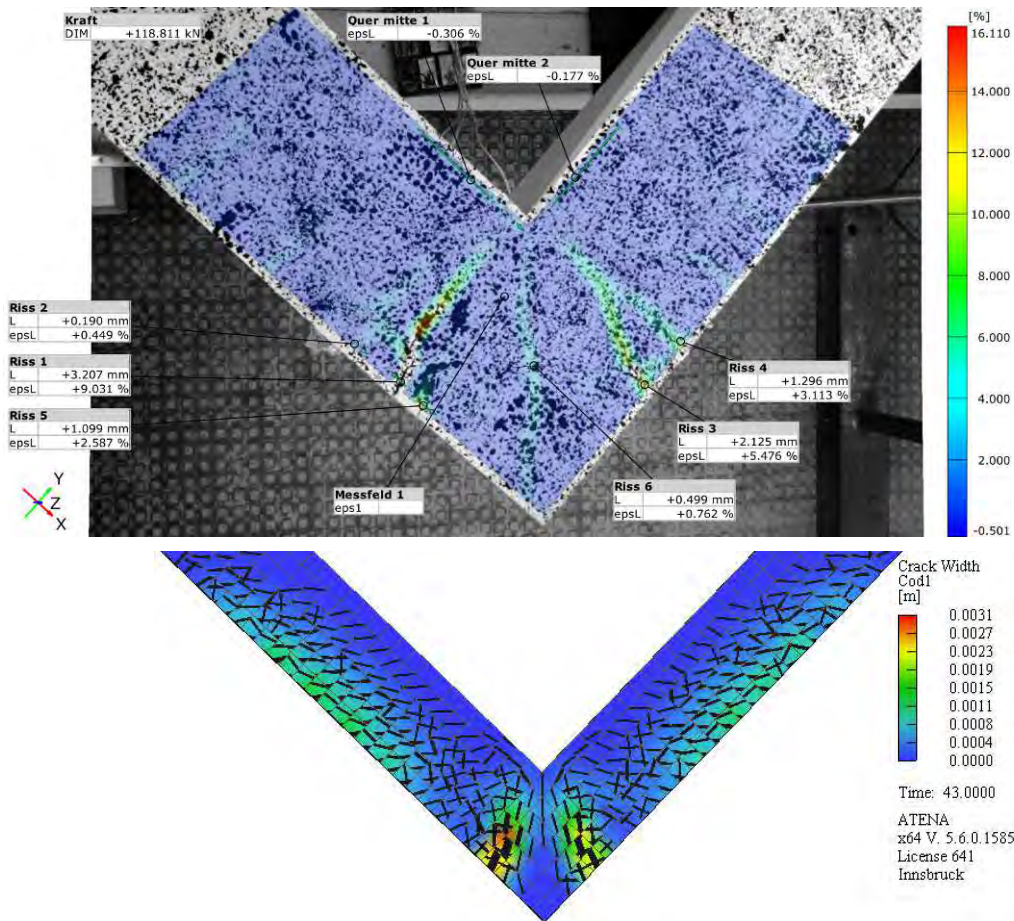 Kraft
DIM +118.811 kN
Quer mitte 1
epsL -0.306 %
Quer mitte 2
epsL -0.177 %
[%]
16.110
14.000
12.000
10.000
8.000
6.000
4.000
2.000
-0.501
Riss 2
L +0.190 mm
epsL +0.449 %
Riss 1
L +3.207 mm
epsL +9.031 %
Riss 5
L +1.099 mm
epsL +2.587 %
Riss 4
L +1.296 mm
epsL +3.113 %
Riss 3
L +2.125 mm
epsL +5.476 %
Riss 6
L +0.499 mm
epsL +0.762 %
Messfeld 1
eps1
Y
Z
X
Crack Width
Cod1
[m]
0.0031
0.0027
0.0023
0.0019
0.0015
0.0008
0.0004
0.0000
Time: 43.0000
ATENA
x64 V. 5.6.0.1585
License 641
Innsbruck